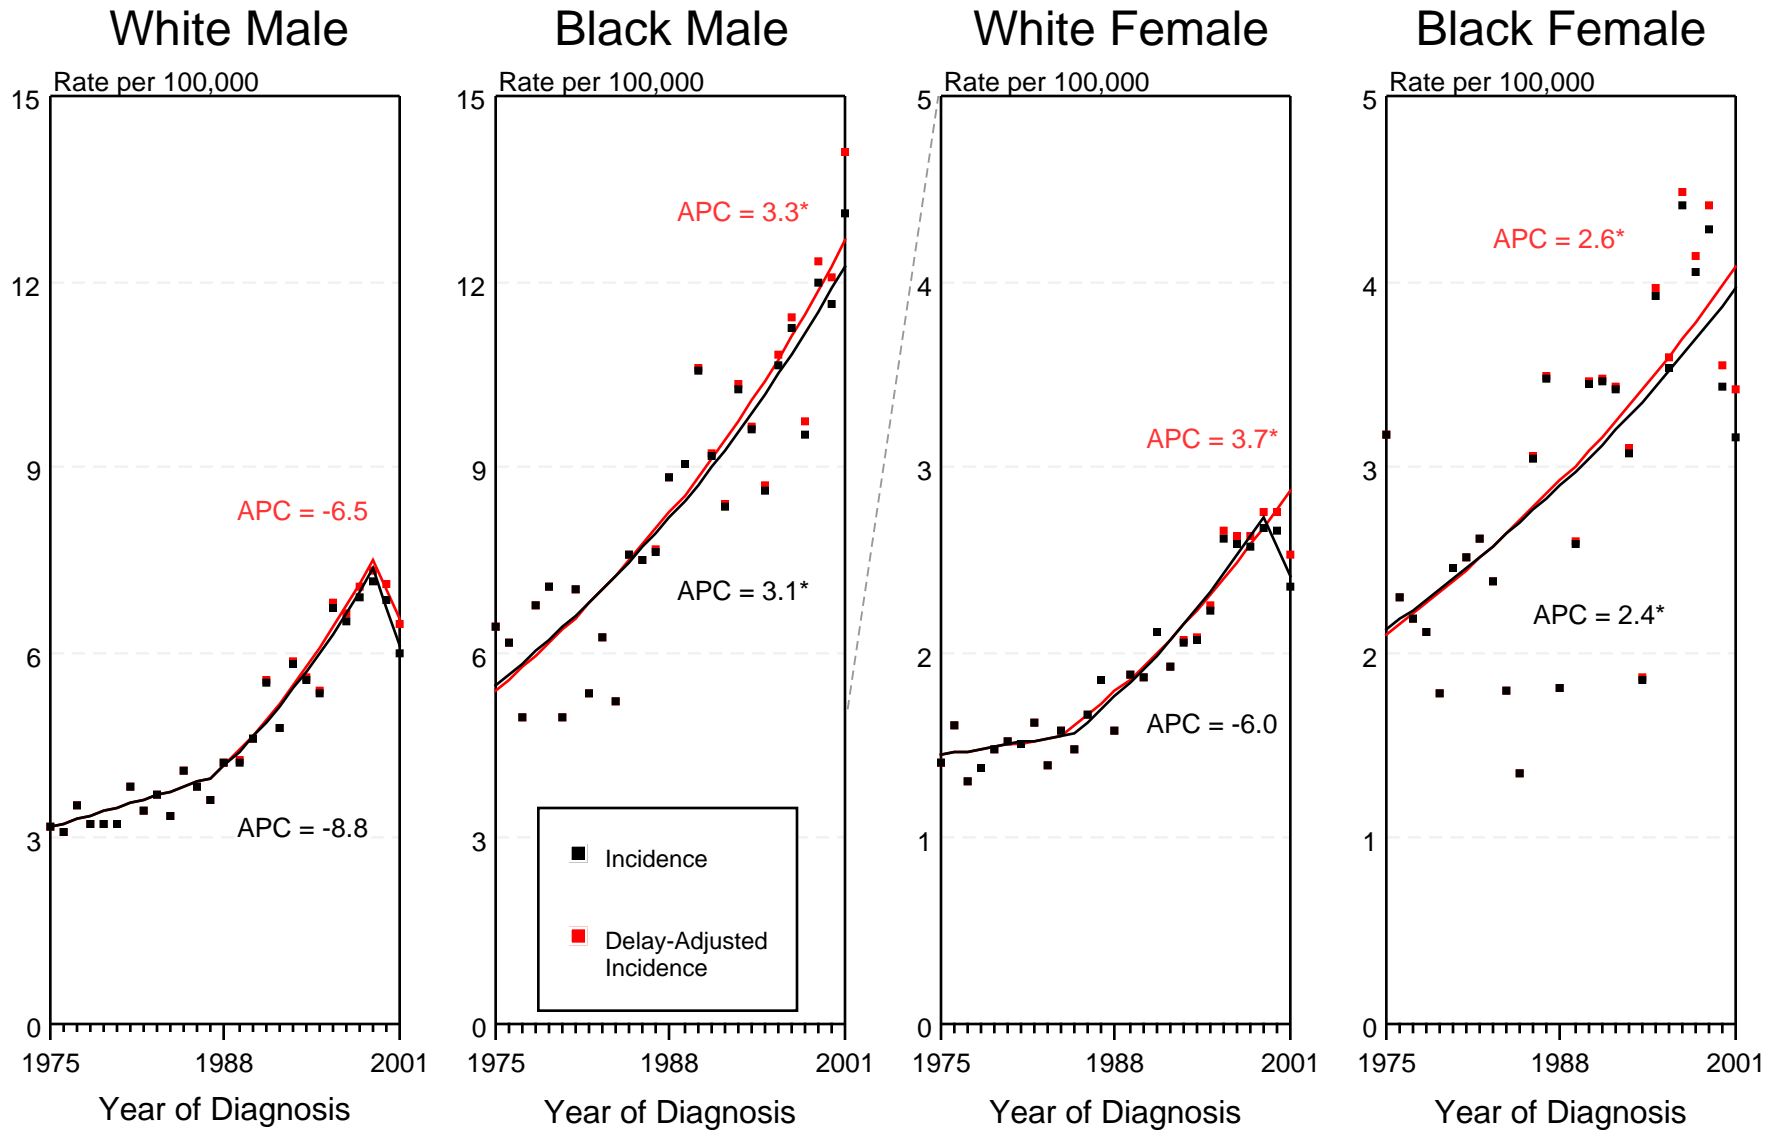 White Male
Rate per 100,000
15
12
9
6
3
0
APC = -6.5
APC = -8.8
1975
1988
2001
Year of Diagnosis
Black Male
Rate per 100,000
15
12
9
6
3
0
APC = 3.3*
APC = 3.1*
Incidence
Delay-Adjusted
Incidence
1975
1988
2001
Year of Diagnosis
White Female
Rate per 100,000
5
4
3
2
1
0
APC = 3.7*
APC = -6.0
1975
1988
2001
Year of Diagnosis
Black Female
Rate per 100,000
5
4
3
2
1
0
APC = 2.6*
APC = 2.4*
1975
1988
2001
Year of Diagnosis